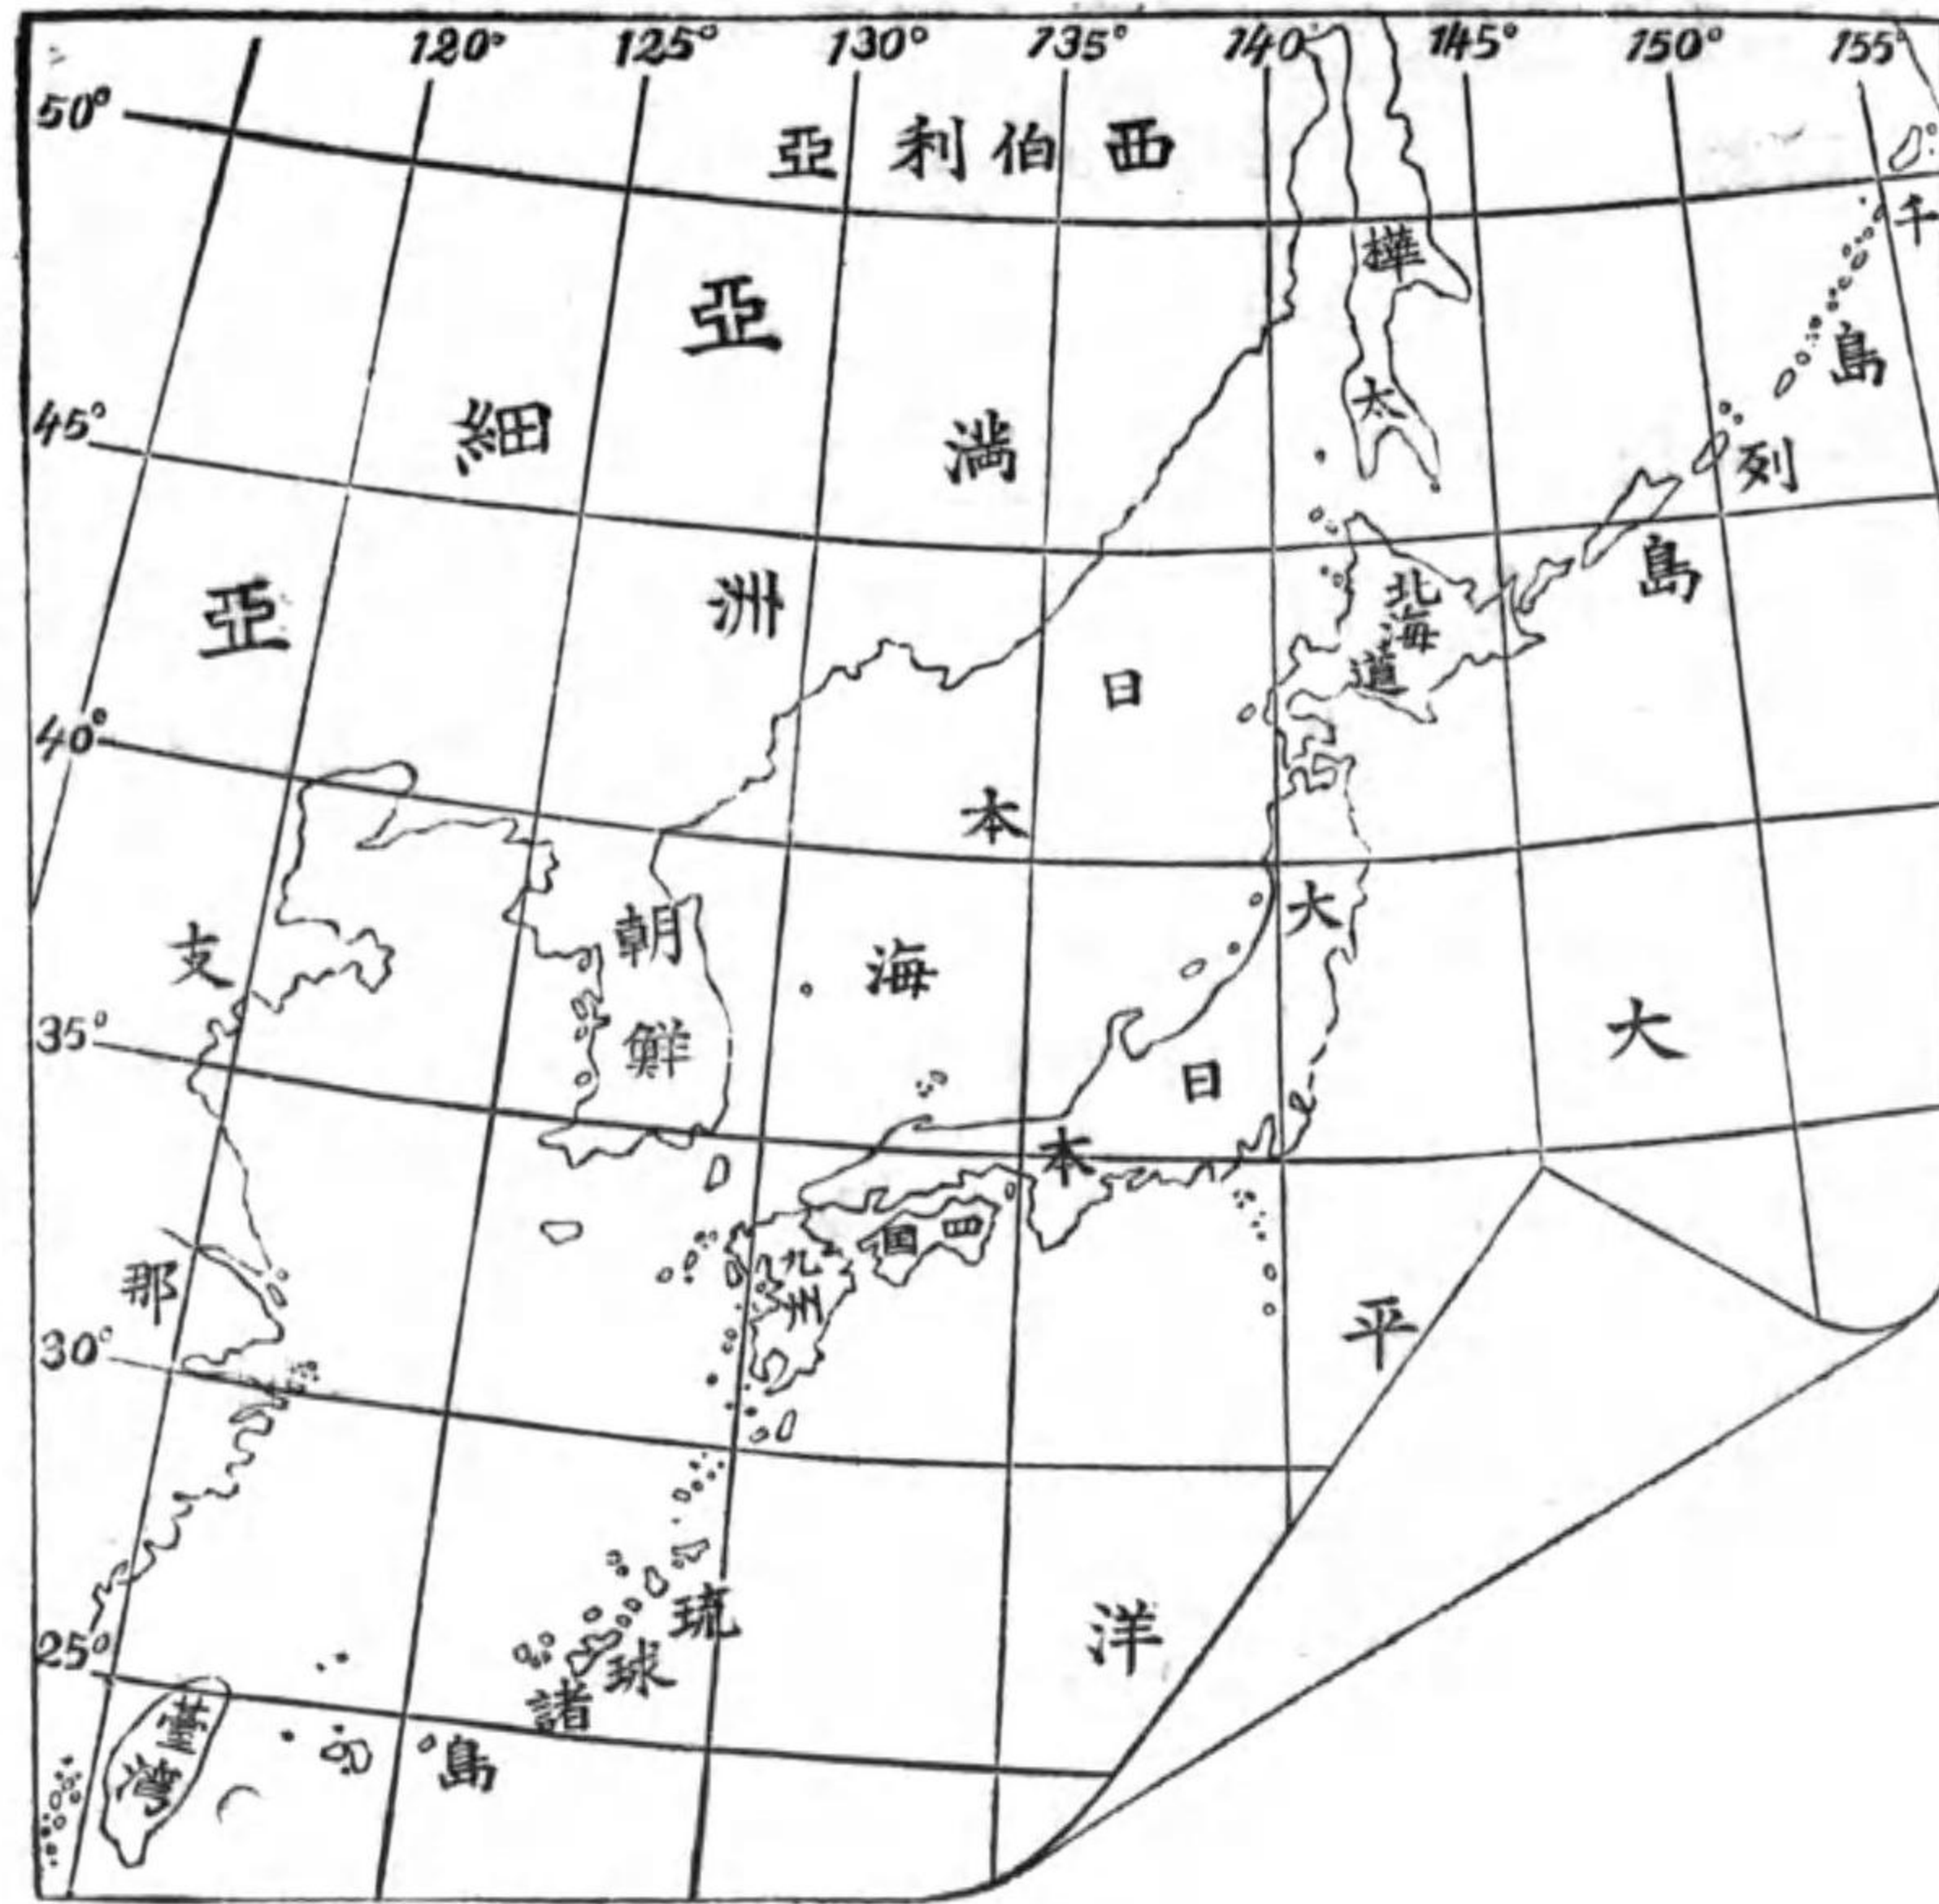 120° 125° 130° 135° 140 145° 150° 155°
50°
45°
40°
35°
30°
25°
亞利伯西
亞細亞洲
満
樺太
千島列島
北海道
日本海
朝鮮
支那
大日本
四国
九州
大平洋
琉球諸島
臺灣